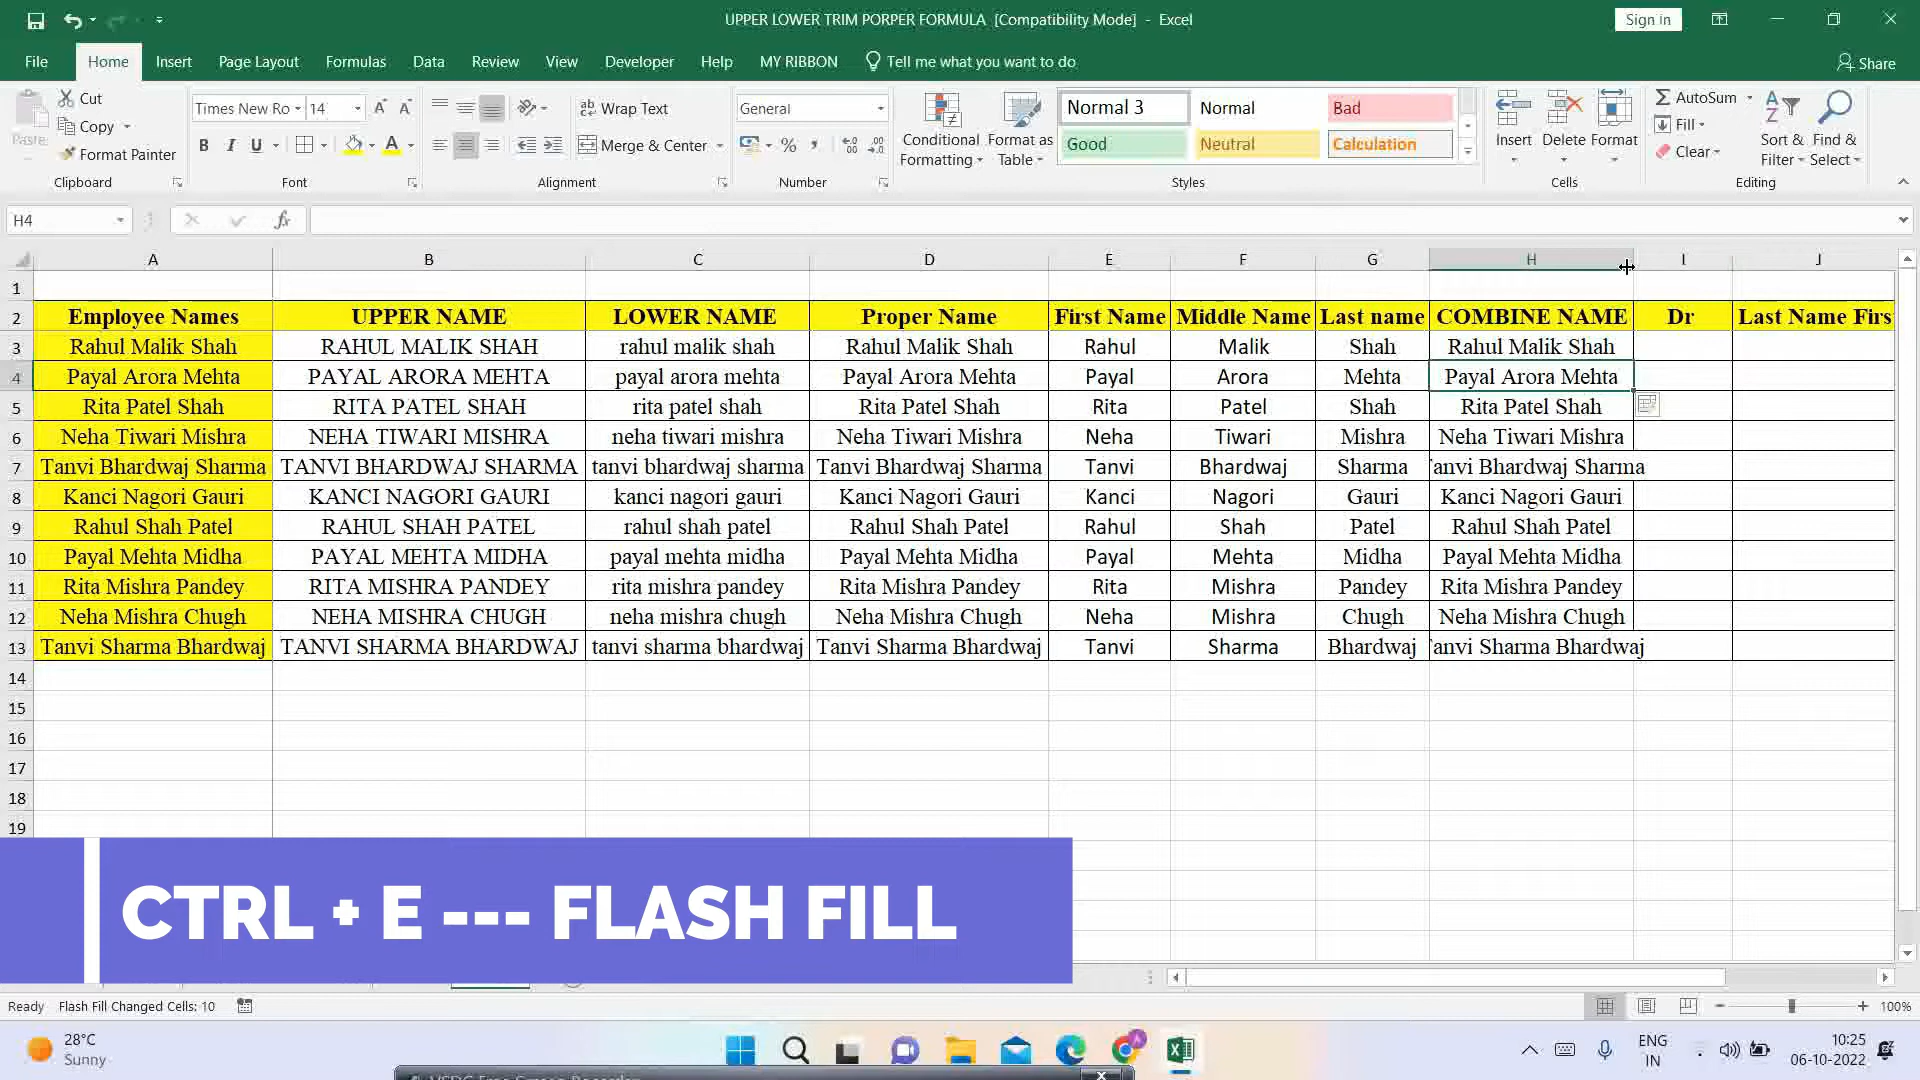 UPPER LOWER TRIM PORPER FORMULA [Compatibility Mode] - Excel
Sign in
File Home Insert Page Layout Formulas Data Review View Developer Help MY RIBBON Tell me what you want to do Share
Paste Cut
Copy
Format Painter
Clipboard
Times New Ro 14
B I U
Font
Wrap Text
Merge & Center
Alignment
General
%
Number
Conditional Formatting
Format as Table
Normal 3 Normal Bad
Good Neutral Calculation
Styles
Insert Delete Format
Cells
AutoSum
Fill
Clear
Sort & Filter
Find & Select
Editing
H4 fx
A B C D E F G H I J
1
2 Employee Names UPPER NAME LOWER NAME Proper Name First Name Middle Name Last name COMBINE NAME Dr Last Name Firs
3 Rahul Malik Shah RAHUL MALIK SHAH rahul malik shah Rahul Malik Shah Rahul Malik Shah Rahul Malik Shah
4 Payal Arora Mehta PAYAL ARORA MEHTA payal arora mehta Payal Arora Mehta Payal Arora Mehta Payal Arora Mehta
5 Rita Patel Shah RITA PATEL SHAH rita patel shah Rita Patel Shah Rita Patel Shah Rita Patel Shah
6 Neha Tiwari Mishra NEHA TIWARI MISHRA neha tiwari mishra Neha Tiwari Mishra Neha Tiwari Mishra Neha Tiwari Mishra
7 Tanvi Bhardwaj Sharma TANVI BHARDWAJ SHARMA tanvi bhardwaj sharma Tanvi Bhardwaj Sharma Tanvi Bhardwaj Sharma anvi Bhardwaj Sharma
8 Kanci Nagori Gauri KANCI NAGORI GAURI kanci nagori gauri Kanci Nagori Gauri Kanci Nagori Gauri Kanci Nagori Gauri
9 Rahul Shah Patel RAHUL SHAH PATEL rahul shah patel Rahul Shah Patel Rahul Shah Patel Rahul Shah Patel
10 Payal Mehta Midha PAYAL MEHTA MIDHA payal mehta midha Payal Mehta Midha Payal Mehta Midha Payal Mehta Midha
11 Rita Mishra Pandey RITA MISHRA PANDEY rita mishra pandey Rita Mishra Pandey Rita Mishra Pandey Rita Mishra Pandey
12 Neha Mishra Chugh NEHA MISHRA CHUGH neha mishra chugh Neha Mishra Chugh Neha Mishra Chugh Neha Mishra Chugh
13 Tanvi Sharma Bhardwaj TANVI SHARMA BHARDWAJ tanvi sharma bhardwaj Tanvi Sharma Bhardwaj Tanvi Sharma Bhardwaj anvi Sharma Bhardwaj
14
15
16
17
18
19
CTRL + E --- FLASH FILL
Ready Flash Fill Changed Cells: 10 100%
28°C
Sunny
ENG
IN
10:25
06-10-2022